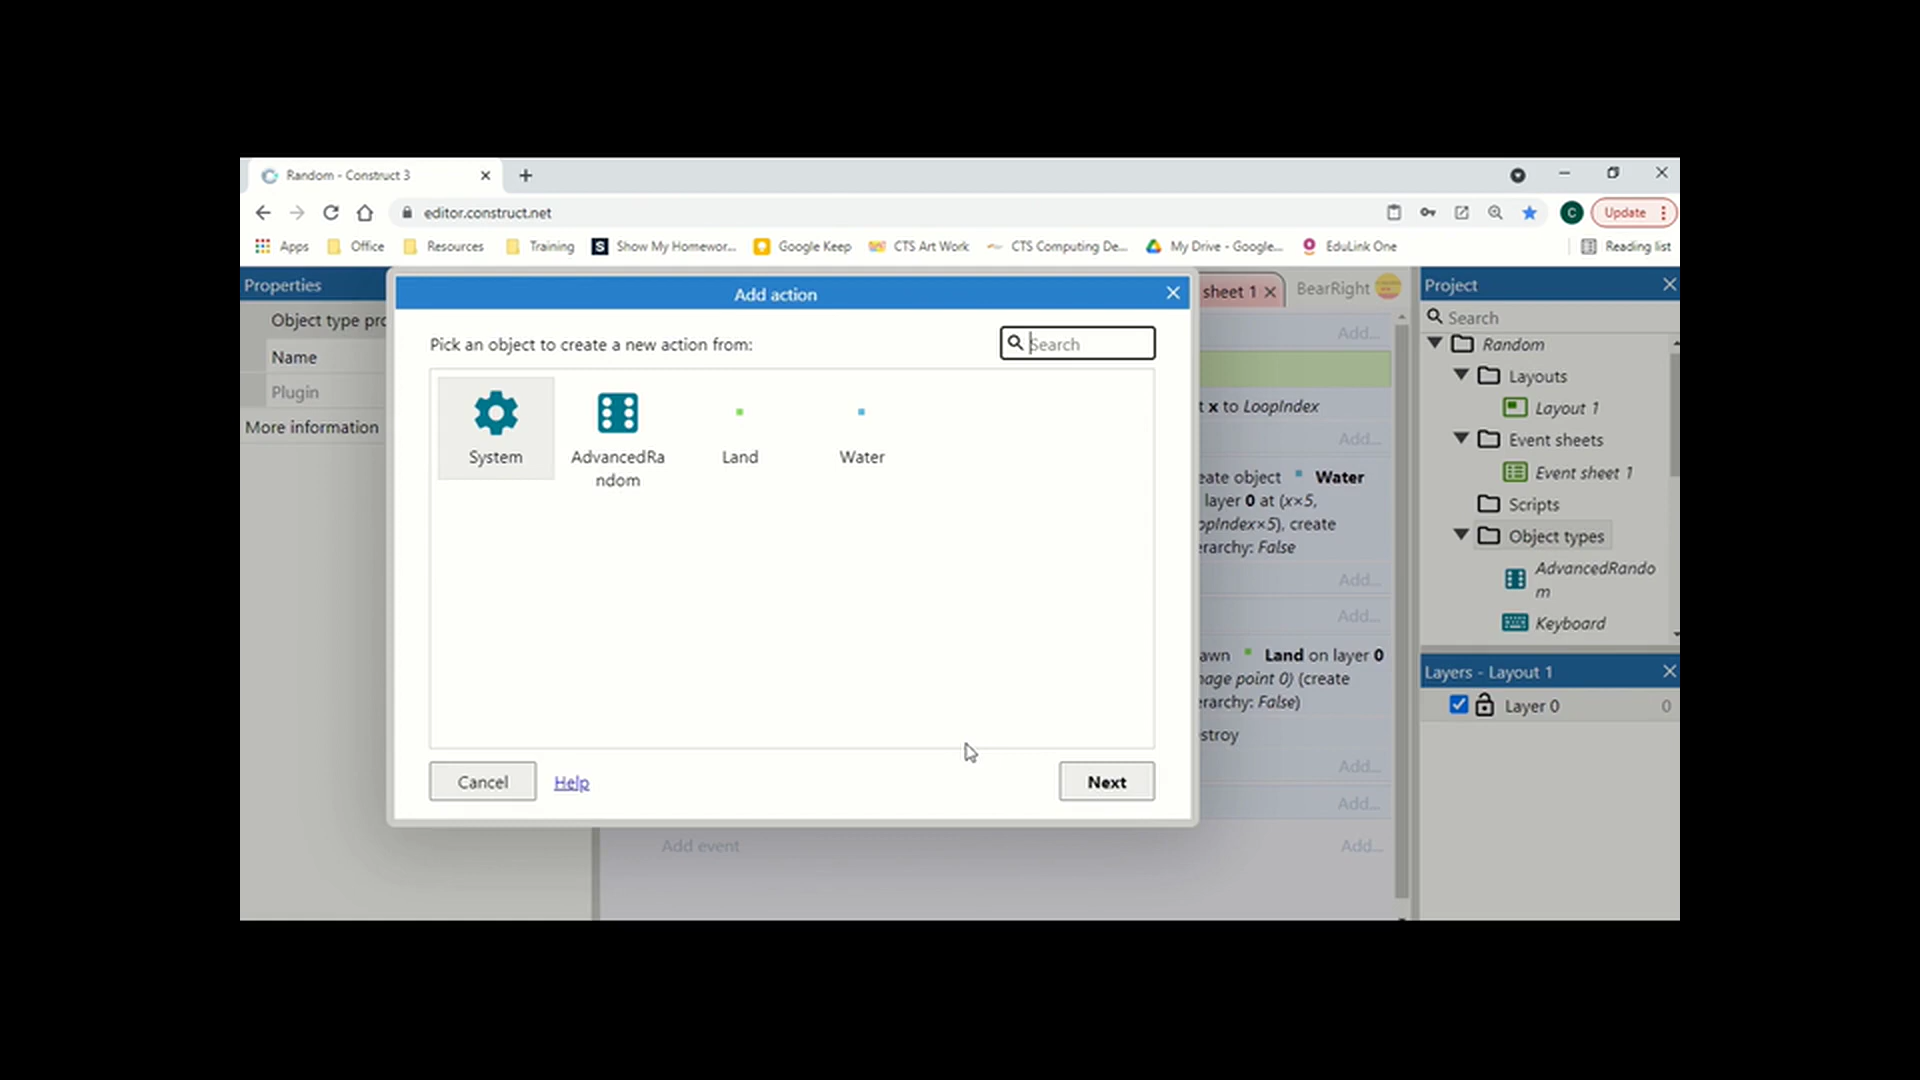 Random - Construct 3
editor.construct.net
C
Update
Apps
Office
Resources
Training
S
Show My Homewor...
Google Keep
CTS Art Work
CTS Computing De...
My Drive - Google...
EduLink One
Reading list
Properties
Object type pro
Name
Plugin
More information
Add action
Pick an object to create a new action from:
Search
System
AdvancedRa
ndom
Land
Water
Cancel
Help
Next
sheet 1
BearRight
Add...
t x to LoopIndex
Add...
eate object Water
layer 0 at (x×5,
opIndex×5), create
erarchy: False
Add...
Add...
awn Land on layer 0
nage point 0) (create
erarchy: False)
stroy
Add...
Add...
Add event
Add...
Project
Search
Random
Layouts
Layout 1
Event sheets
Event sheet 1
Scripts
Object types
AdvancedRando
m
Keyboard
Layers - Layout 1
Layer 0
0